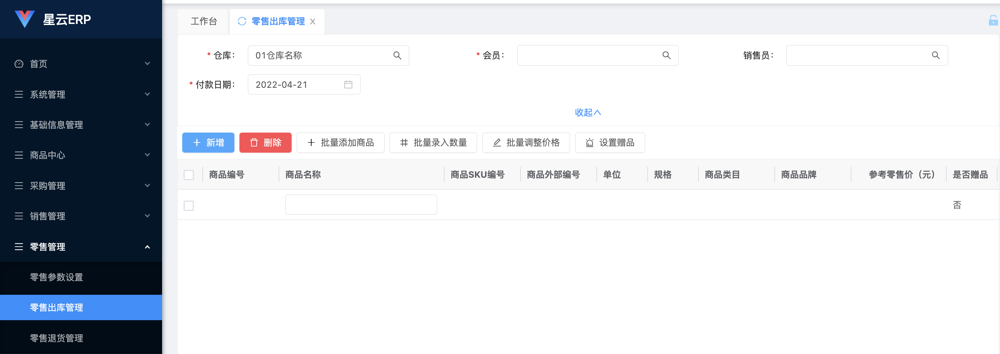 星云ERP
首页
系统管理
基础信息管理
商品中心
采购管理
销售管理
零售管理
零售参数设置
零售出库管理
零售退货管理
工作台 零售出库管理
* 仓库： 01仓库名称 * 会员： 销售员：
* 付款日期： 2022-04-21
收起
新增 删除 批量添加商品 批量录入数量 批量调整价格 设置赠品
商品编号 商品名称 商品SKU编号 商品外部编号 单位 规格 商品类目 商品品牌 参考零售价（元） 是否赠品
否